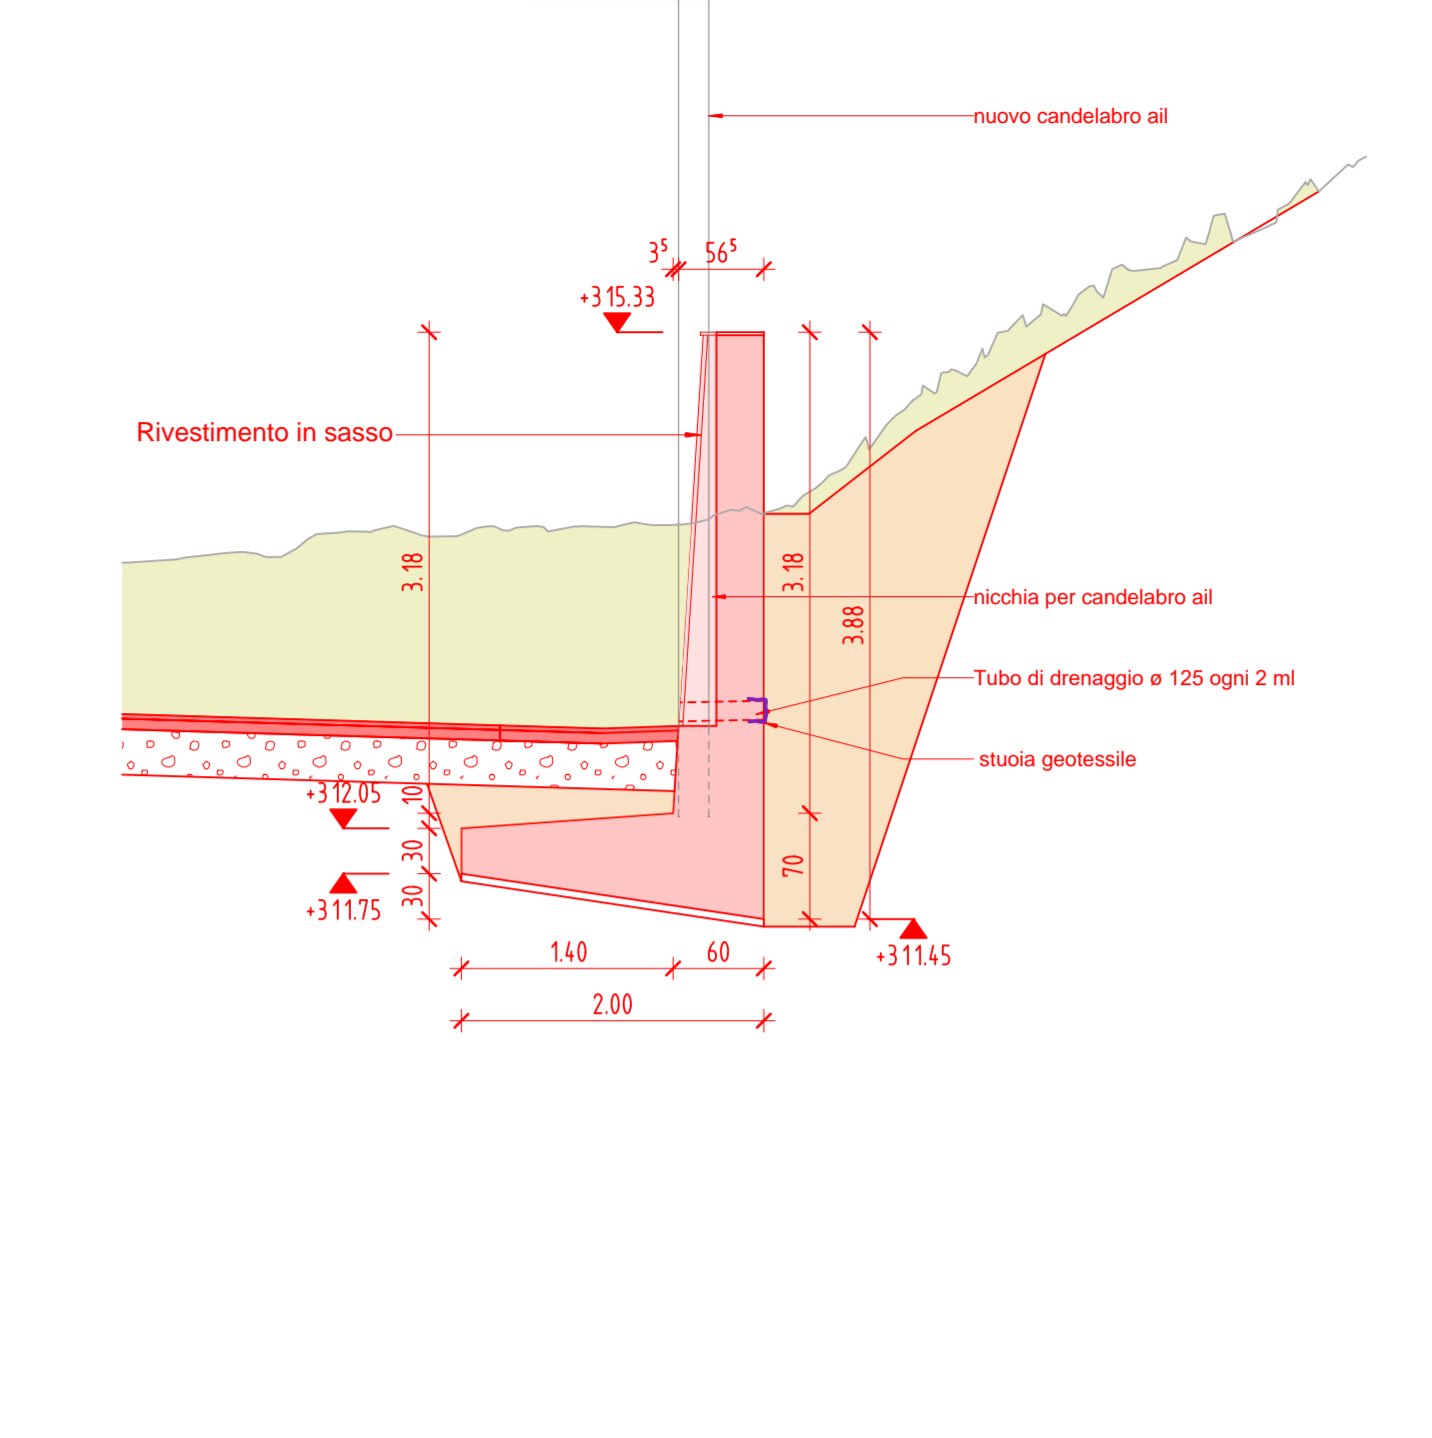 nuovo candelabro ail
3⁵ 56⁵
+315.33
Rivestimento in sasso
3.18
3.18
3.88
nicchia per candelabro ail
Tubo di drenaggio ø 125 ogni 2 ml
stuoia geotessile
+312.05
10
30
30
70
+311.75
+311.45
1.40 60
2.00